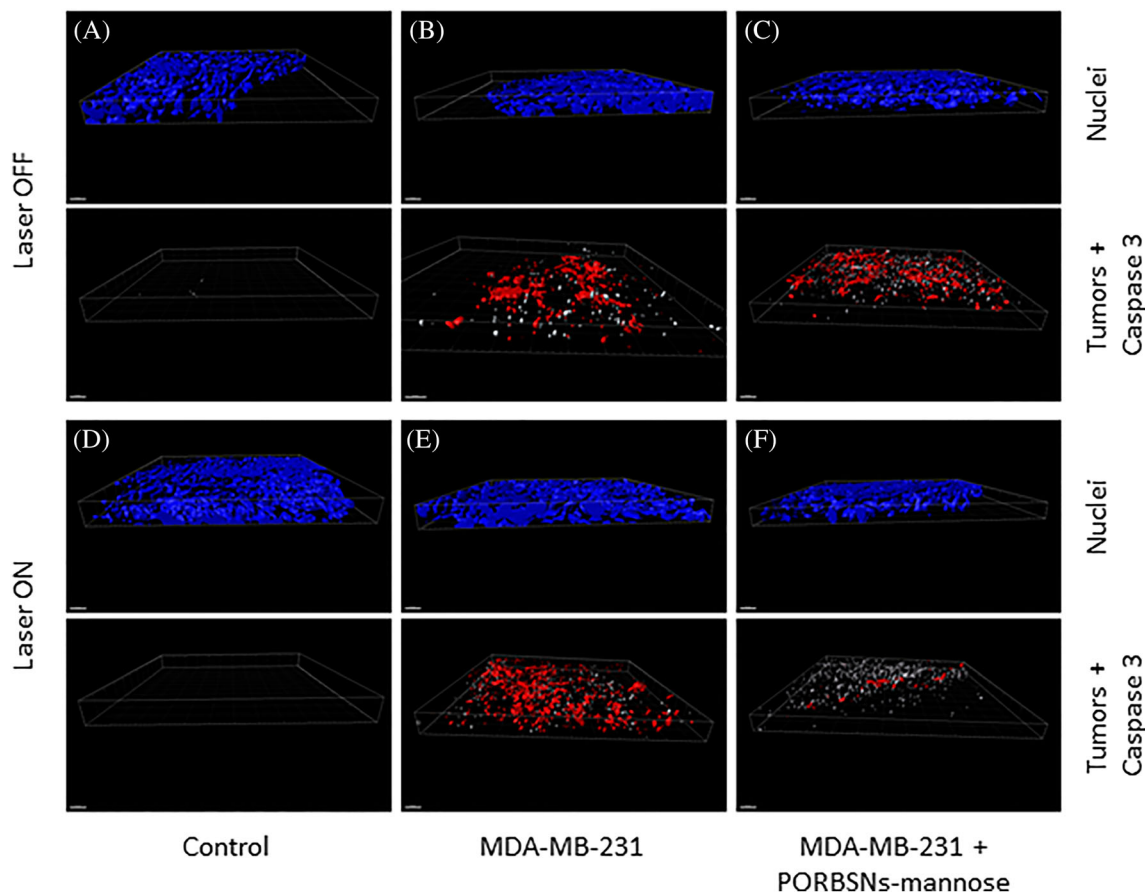 (A)
(B)
(C)
Nuclei
Laser OFF
Tumors +
Caspase 3
(D)
(E)
(F)
Nuclei
Laser ON
Tumors +
Caspase 3
Control
MDA-MB-231
MDA-MB-231 +
PORBSNs-mannose